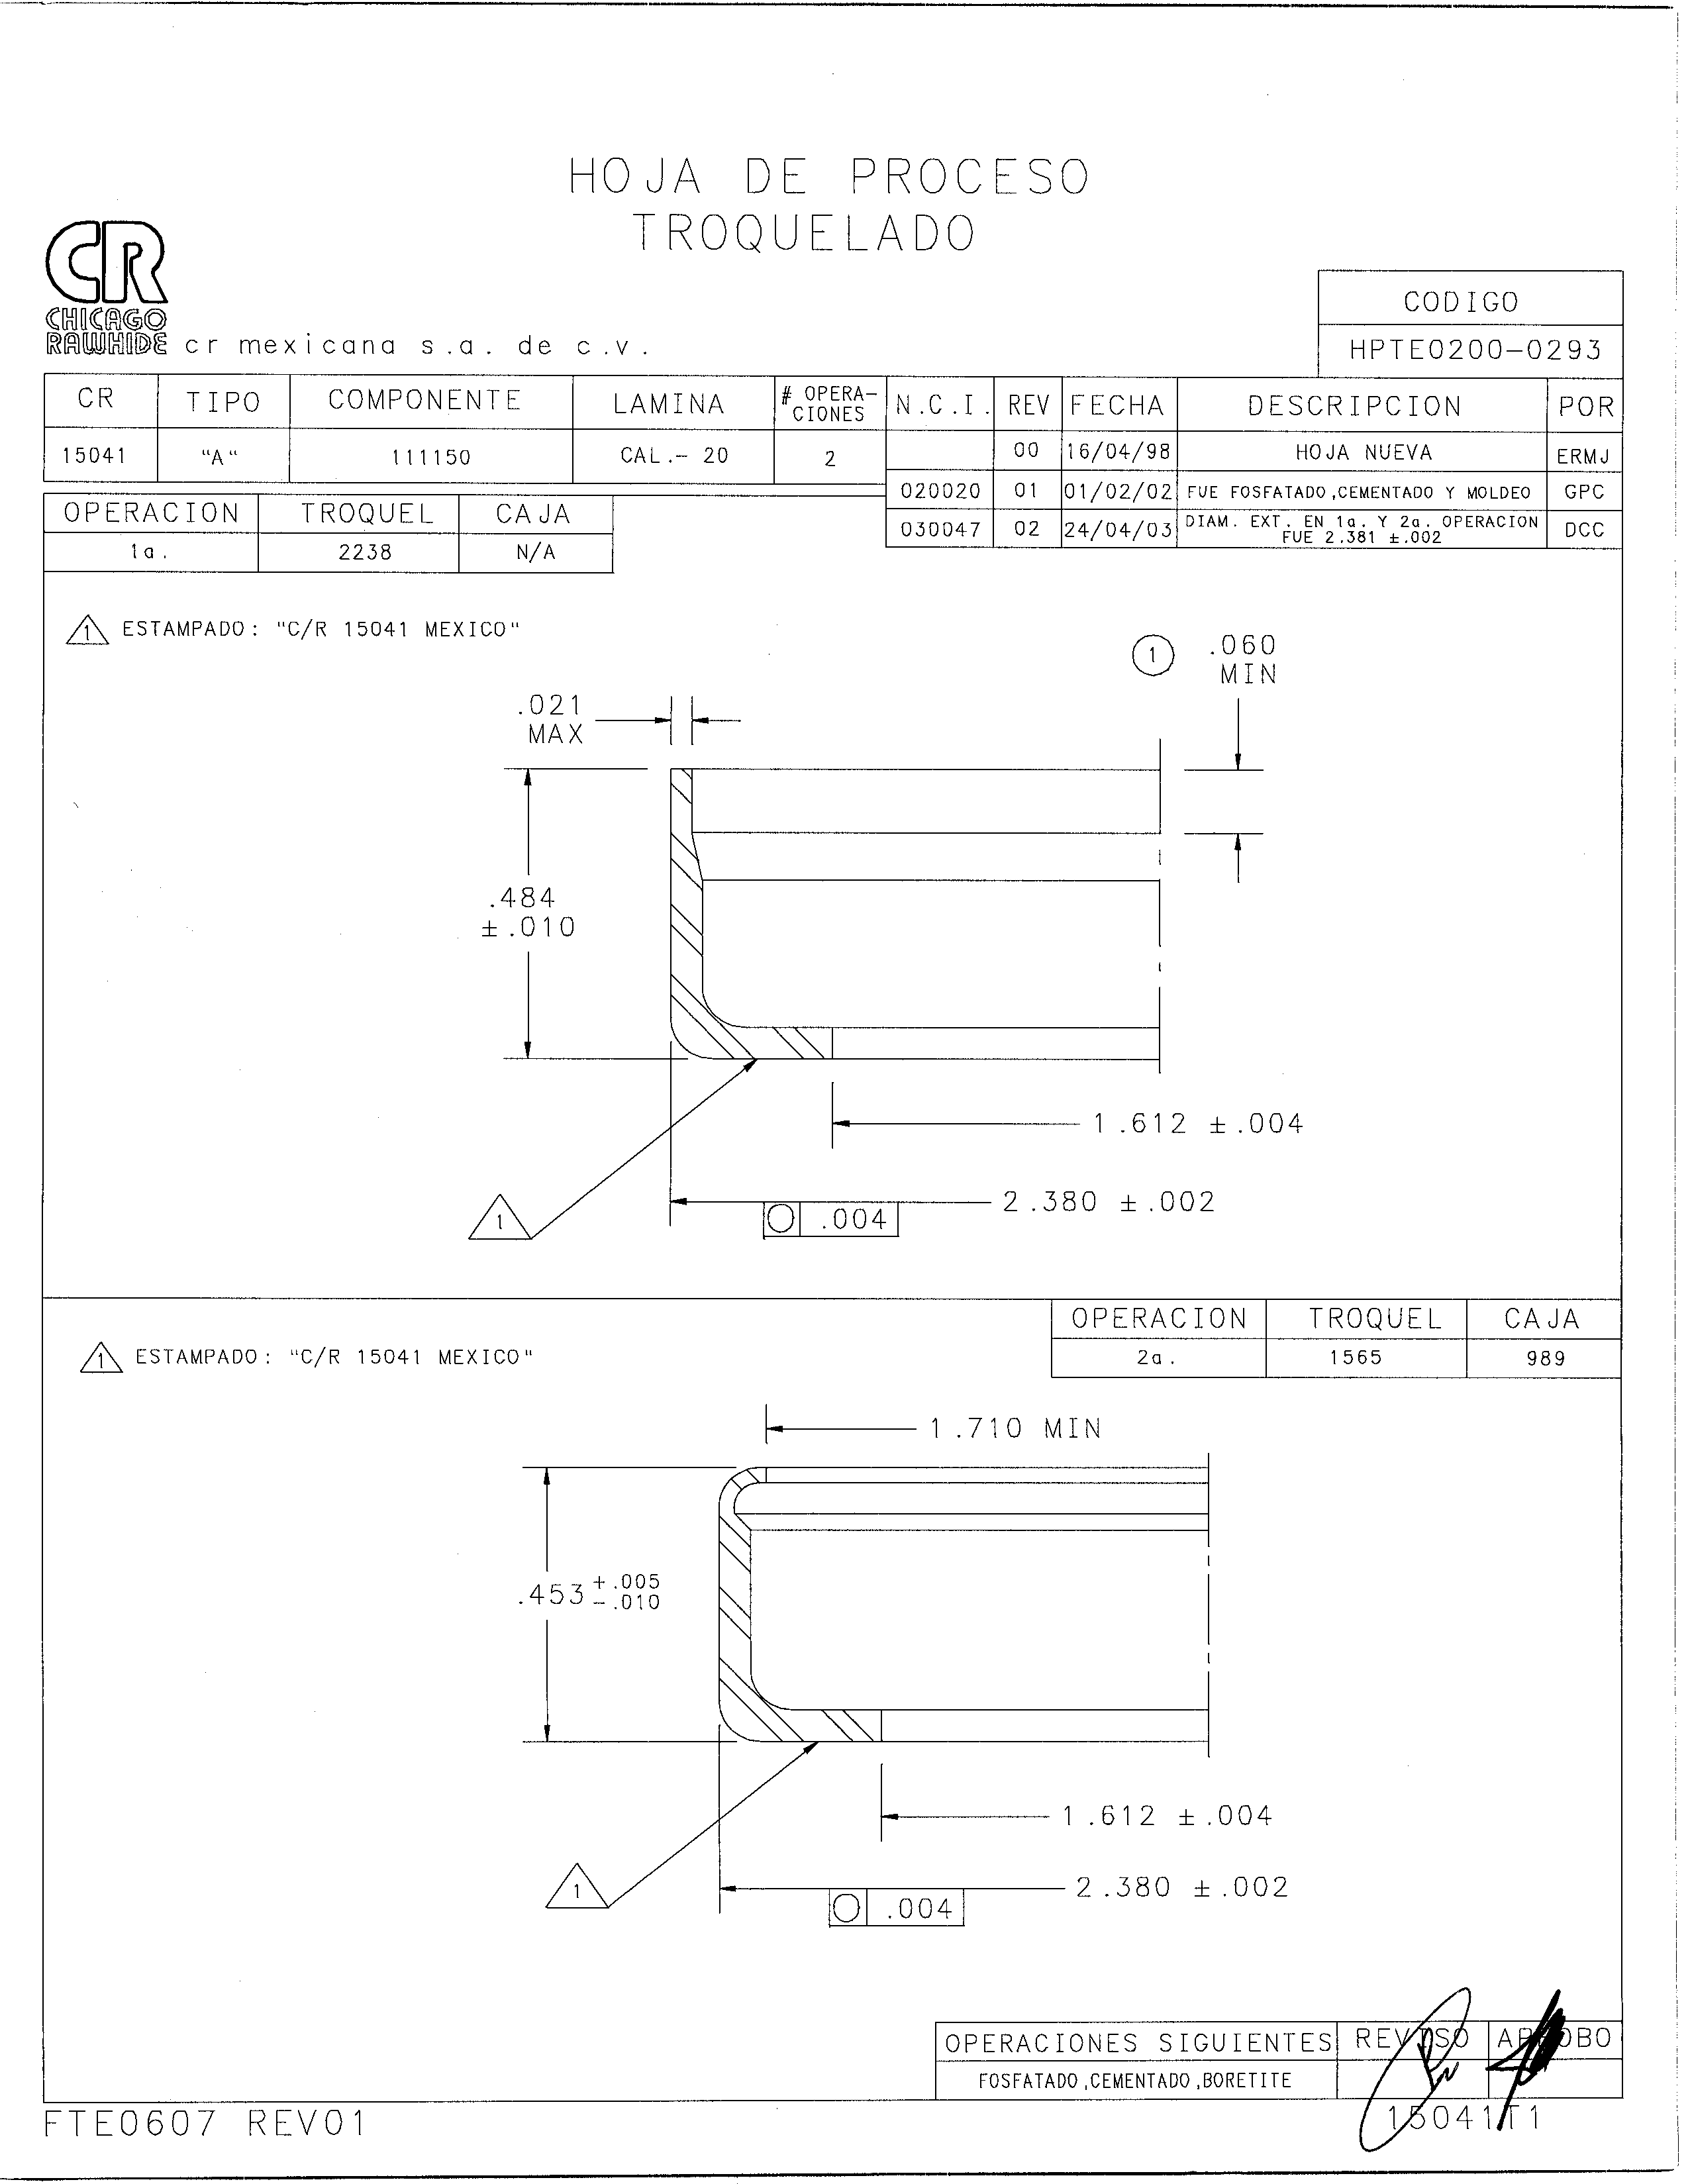 HOJA DE PROCESO
TROQUELADO
CR
CHICAGO
RAWHIDE
cr mexicana s.a. de c.v.
CODIGO
HPTE0200-0293
CR TIPO COMPONENTE LAMINA # OPERA-CIONES
15041 "A" 111150 CAL.- 20 2
N.C.I. REV FECHA DESCRIPCION POR
00 16/04/98 HOJA NUEVA ERMJ
020020 01 01/02/02 FUE FOSFATADO,CEMENTADO Y MOLDEO GPC
030047 02 24/04/03 DIAM. EXT. EN 1a. Y 2a. OPERACION
FUE 2.381 ±.002 DCC
OPERACION TROQUEL CAJA
1a. 2238 N/A
1 ESTAMPADO: "C/R 15041 MEXICO"
1 .060
MIN
.021
MAX
.484
±.010
1.612 ±.004
2.380 ±.002
.004
1
OPERACION TROQUEL CAJA
2a. 1565 989
1 ESTAMPADO: "C/R 15041 MEXICO"
1.710 MIN
.453 +.005
-.010
1.612 ±.004
2.380 ±.002
.004
1
OPERACIONES SIGUIENTES REVISO APROBO
FOSFATADO,CEMENTADO,BORETITE
FTE0607 REV01
15041T1